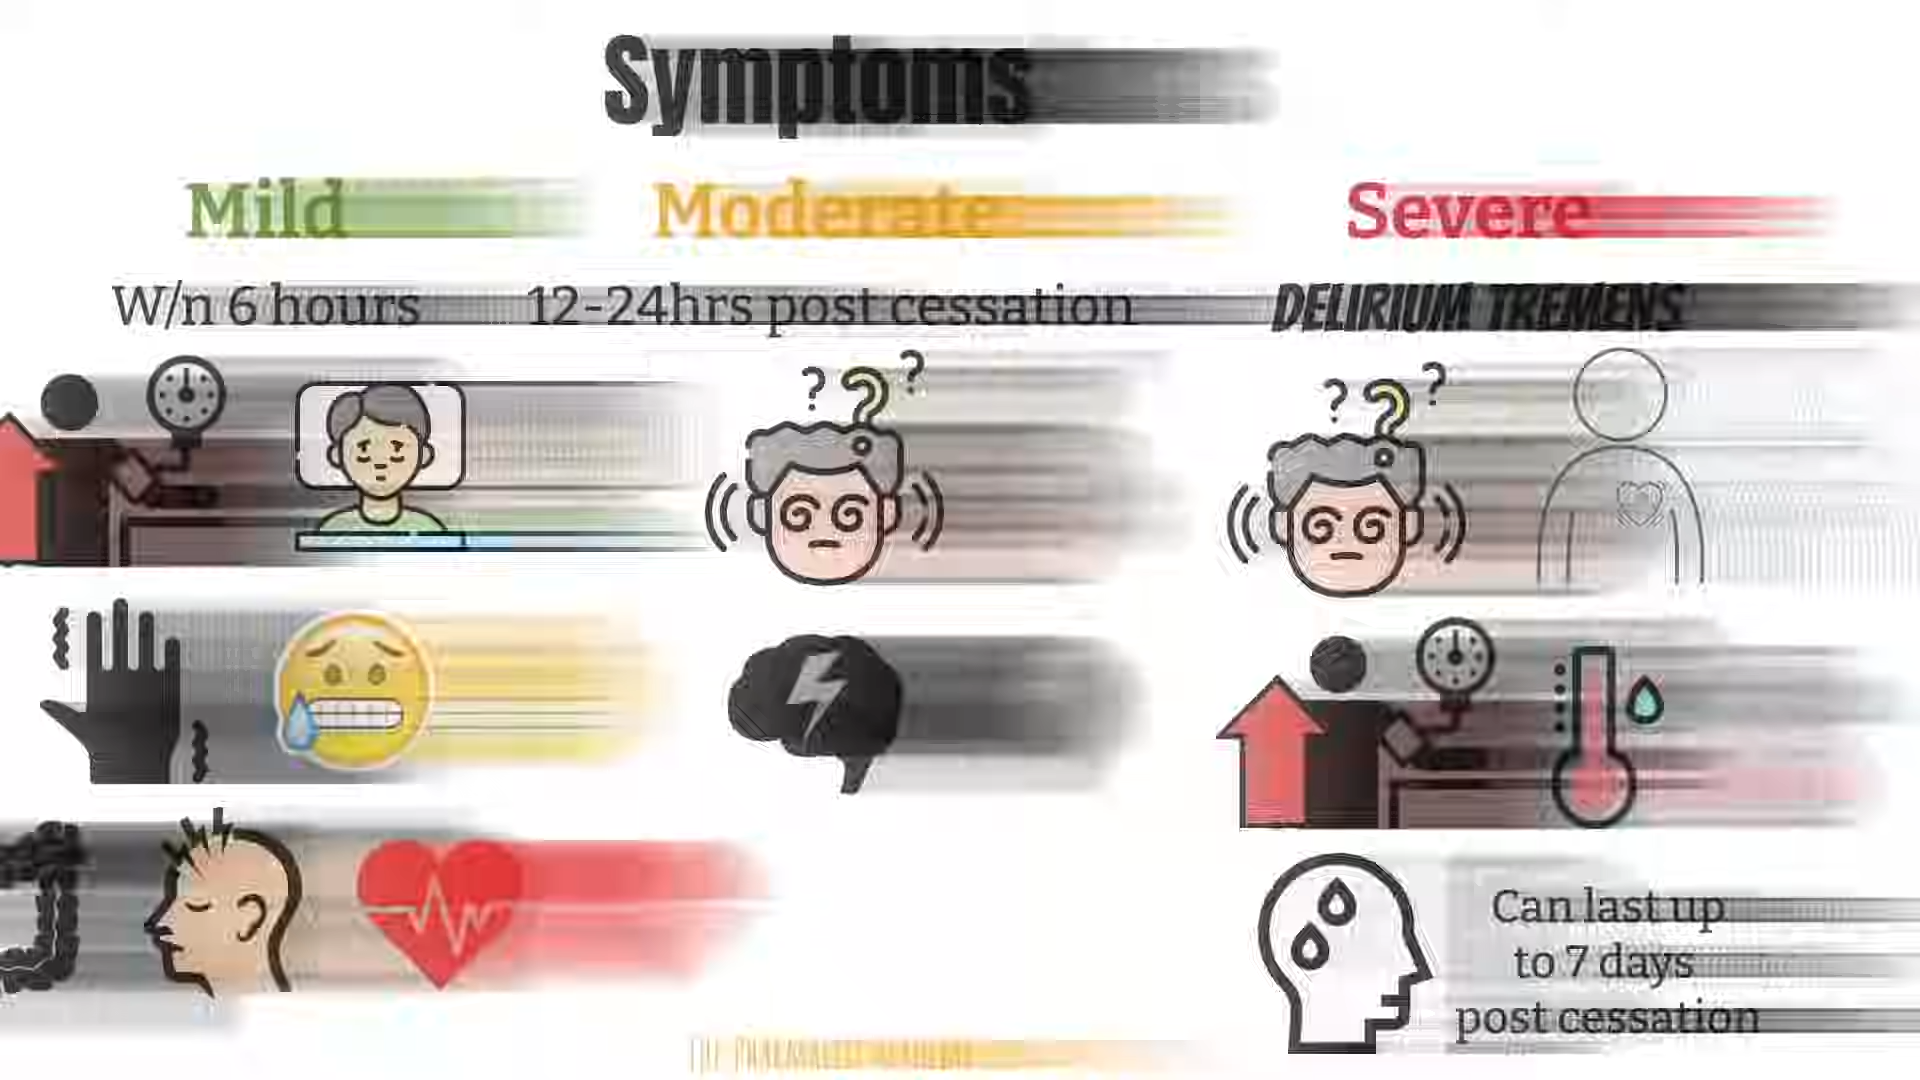 Symptoms
Mild
Moderate
Severe
W/n 6 hours
12-24hrs post cessation
DELIRIUM TREMENS
? ? ?
? ? ?
Can last up
to 7 days
post cessation